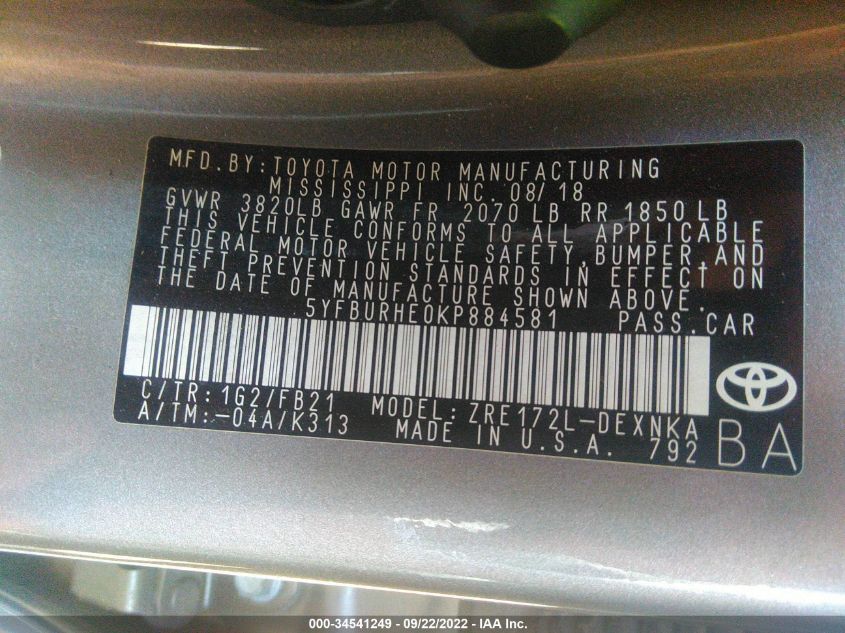 MFD.BY:TOYOTA MOTOR MANUFACTURING
MISSISSIPPI INC. 08/18
GVWR 3820LB GAWR FR 2070 LB RR 1850 LB
THIS VEHICLE CONFORMS TO ALL APPLICABLE
FEDERAL MOTOR VEHICLE SAFETY,BUMPER,AND
THEFT PREVENTION STANDARDS IN EFFECT ON
THE DATE OF MANUFACTURE SHOWN ABOVE.
5YFBURHE0KP884581 PASS.CAR
C/TR:1G2/FB21 MODEL:ZRE172L-DEXNKA
A/TM:-04A/K313 MADE IN U.S.A. 792
BA
000-34541249 - 09/22/2022 - IAA Inc.